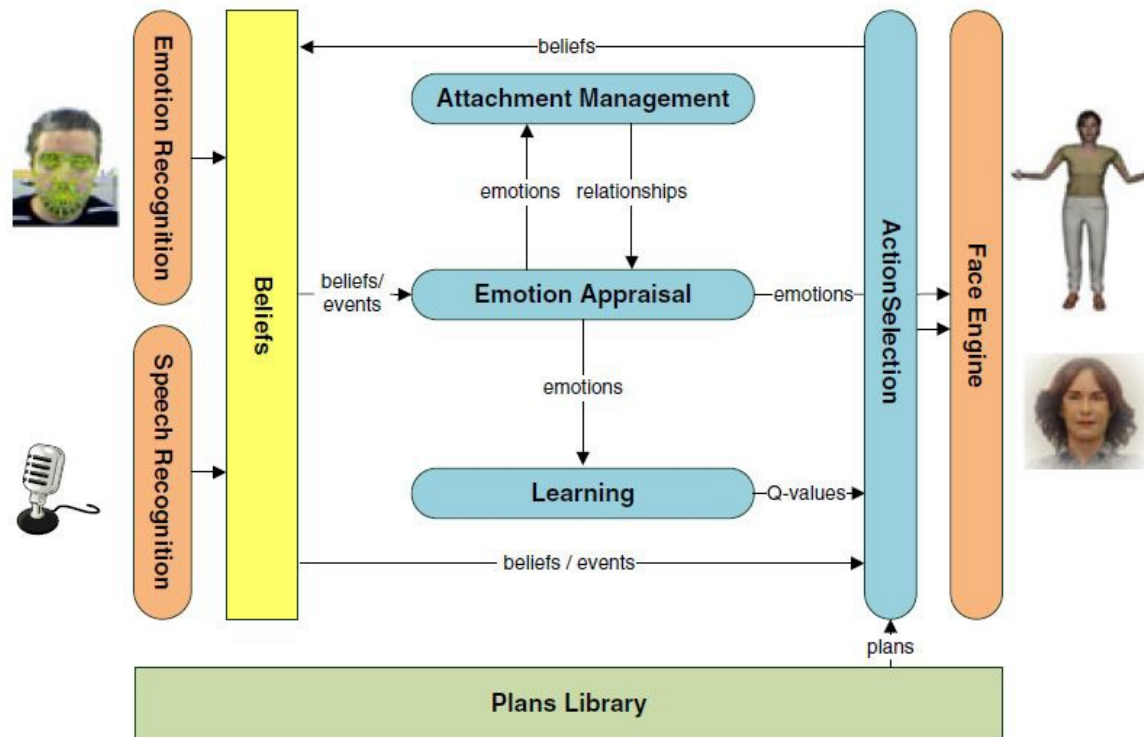 Emotion Recognition
Speech Recognition
Beliefs
beliefs
Attachment Management
emotions
relationships
beliefs/
events
Emotion Appraisal
emotions
emotions
Learning
Q-values
beliefs / events
ActionSelection
Face Engine
plans
Plans Library